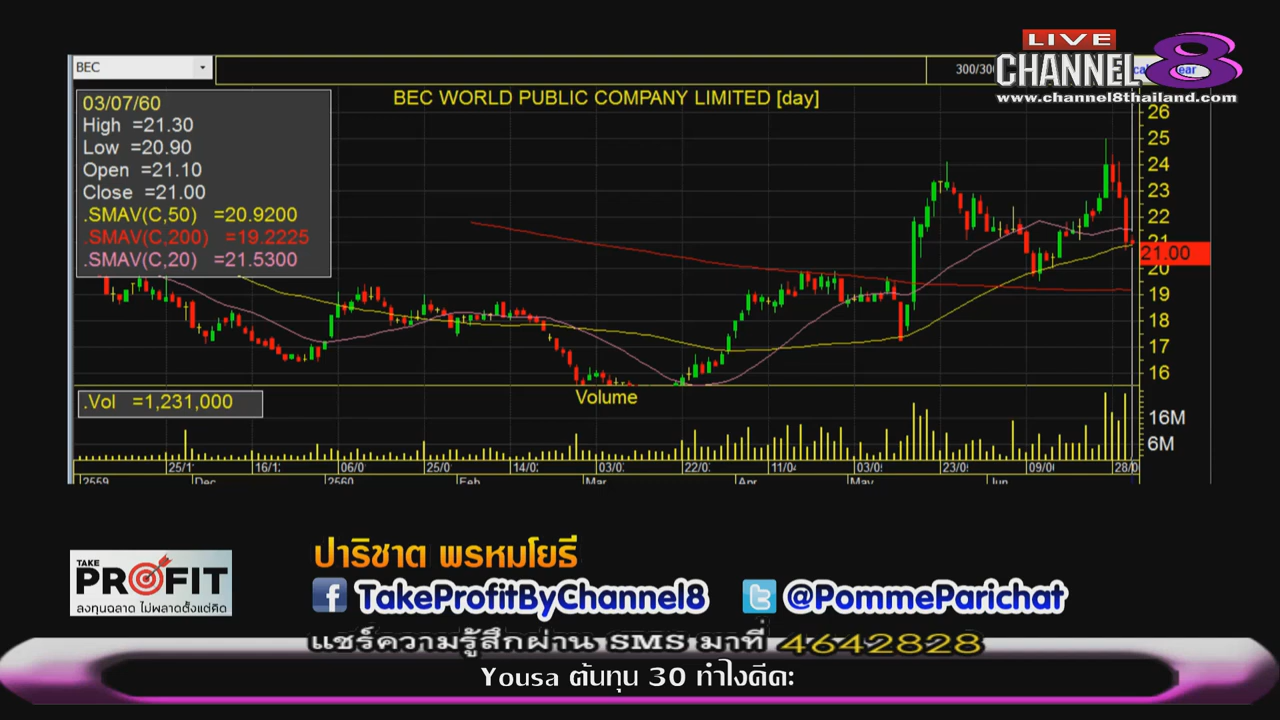 LIVE
CHANNEL 8
www.channel8thailand.com
BEC
300/300
BEC WORLD PUBLIC COMPANY LIMITED [day]
03/07/60
High =21.30
Low =20.90
Open =21.10
Close =21.00
.SMAV(C,50) =20.9200
.SMAV(C,200) =19.2225
.SMAV(C,20) =21.5300
26
25
24
23
22
21
21.00
20
19
18
17
16
.Vol =1,231,000
Volume
16M
6M
25/1 16/1 06/0 25/0 14/0 03/0 22/0 11/0 03/0 23/0 09/0 28/0
2559 Dec 2560 Feb Mar Apr May Jun
TAKE
PROFIT
ลงทุนฉลาด ไม่พลาดตั้งแต่คิด
ปาริชาต พรหมโยธี
TakeProfitByChannel8 @PommeParichat
แชร์ความรู้สึกผ่าน SMS มาที่ 4642828
Yousa ต้นทุน 30 ทำไงดีคะ